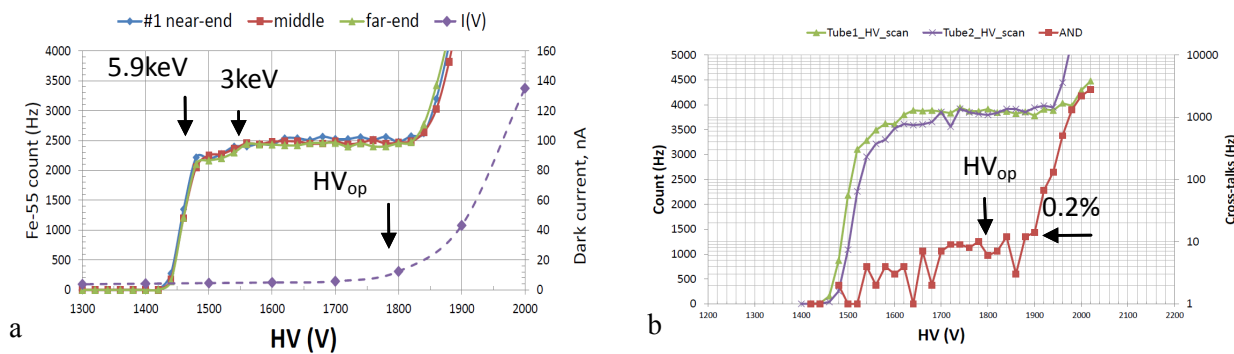 #1 near-end middle far-end I(V)
4000
3500
3000
2500
2000
1500
1000
500
0
Fe-55 count (Hz)
160
140
120
100
80
60
40
20
0
Dark current, nA
5.9keV
3keV
HVop
1300 1400 1500 1600 1700 1800 1900 2000
HV (V)
a
Tube1_HV_scan Tube2_HV_scan AND
5000
4500
4000
3500
3000
2500
2000
1500
1000
500
0
Count (Hz)
10000
1000
100
10
1
Cross-talks (Hz)
HVop
0.2%
1200 1300 1400 1500 1600 1700 1800 1900 2000 2100 2200
HV (V)
b